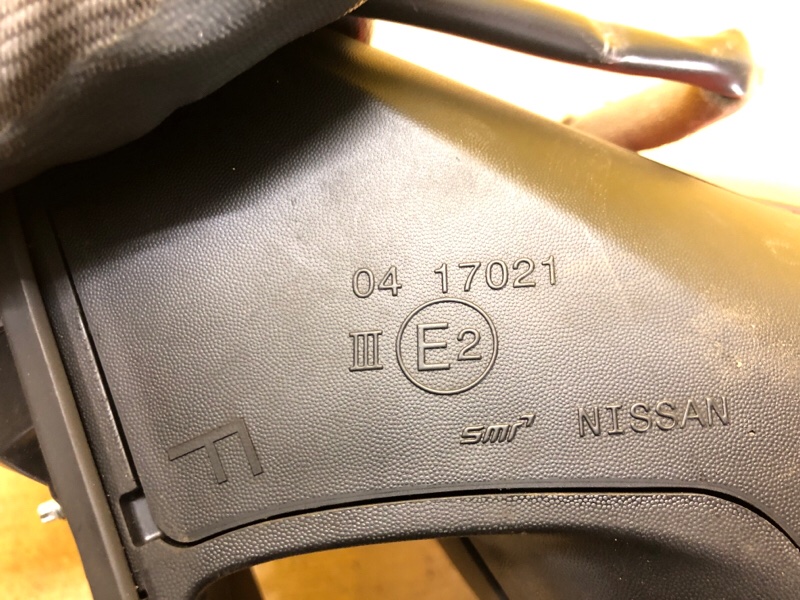 04 17021
III E2
smr NISSAN
F